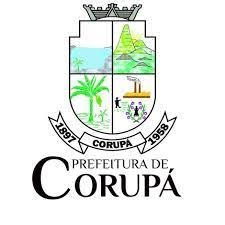 1897 CORUPÁ 1958
PREFEITURA DE
CORUPÁ